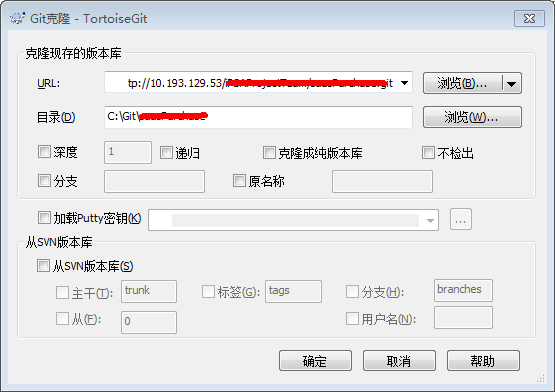 Git克隆 - TortoiseGit
克隆现存的版本库
URL: tp://10.193.129.53/ git 浏览(B)...
目录(D) C:\Git\ 浏览(W)...
深度 1 递归 克隆成纯版本库 不检出
分支 原名称
加载Putty密钥(K) ...
从SVN版本库
从SVN版本库(S)
主干(T): trunk 标签(G): tags 分支(H): branches
从(F): 0 用户名(N):
确定 取消 帮助